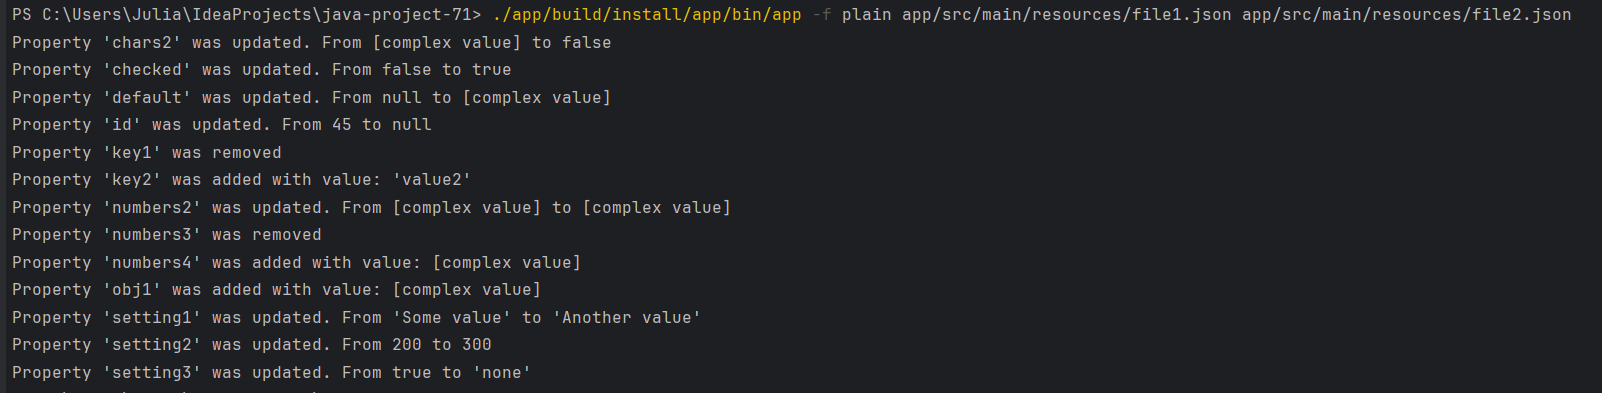 PS C:\Users\Julia\IdeaProjects\java-project-71> ./app/build/install/app/bin/app -f plain app/src/main/resources/file1.json app/src/main/resources/file2.json
Property 'chars2' was updated. From [complex value] to false
Property 'checked' was updated. From false to true
Property 'default' was updated. From null to [complex value]
Property 'id' was updated. From 45 to null
Property 'key1' was removed
Property 'key2' was added with value: 'value2'
Property 'numbers2' was updated. From [complex value] to [complex value]
Property 'numbers3' was removed
Property 'numbers4' was added with value: [complex value]
Property 'obj1' was added with value: [complex value]
Property 'setting1' was updated. From 'Some value' to 'Another value'
Property 'setting2' was updated. From 200 to 300
Property 'setting3' was updated. From true to 'none'